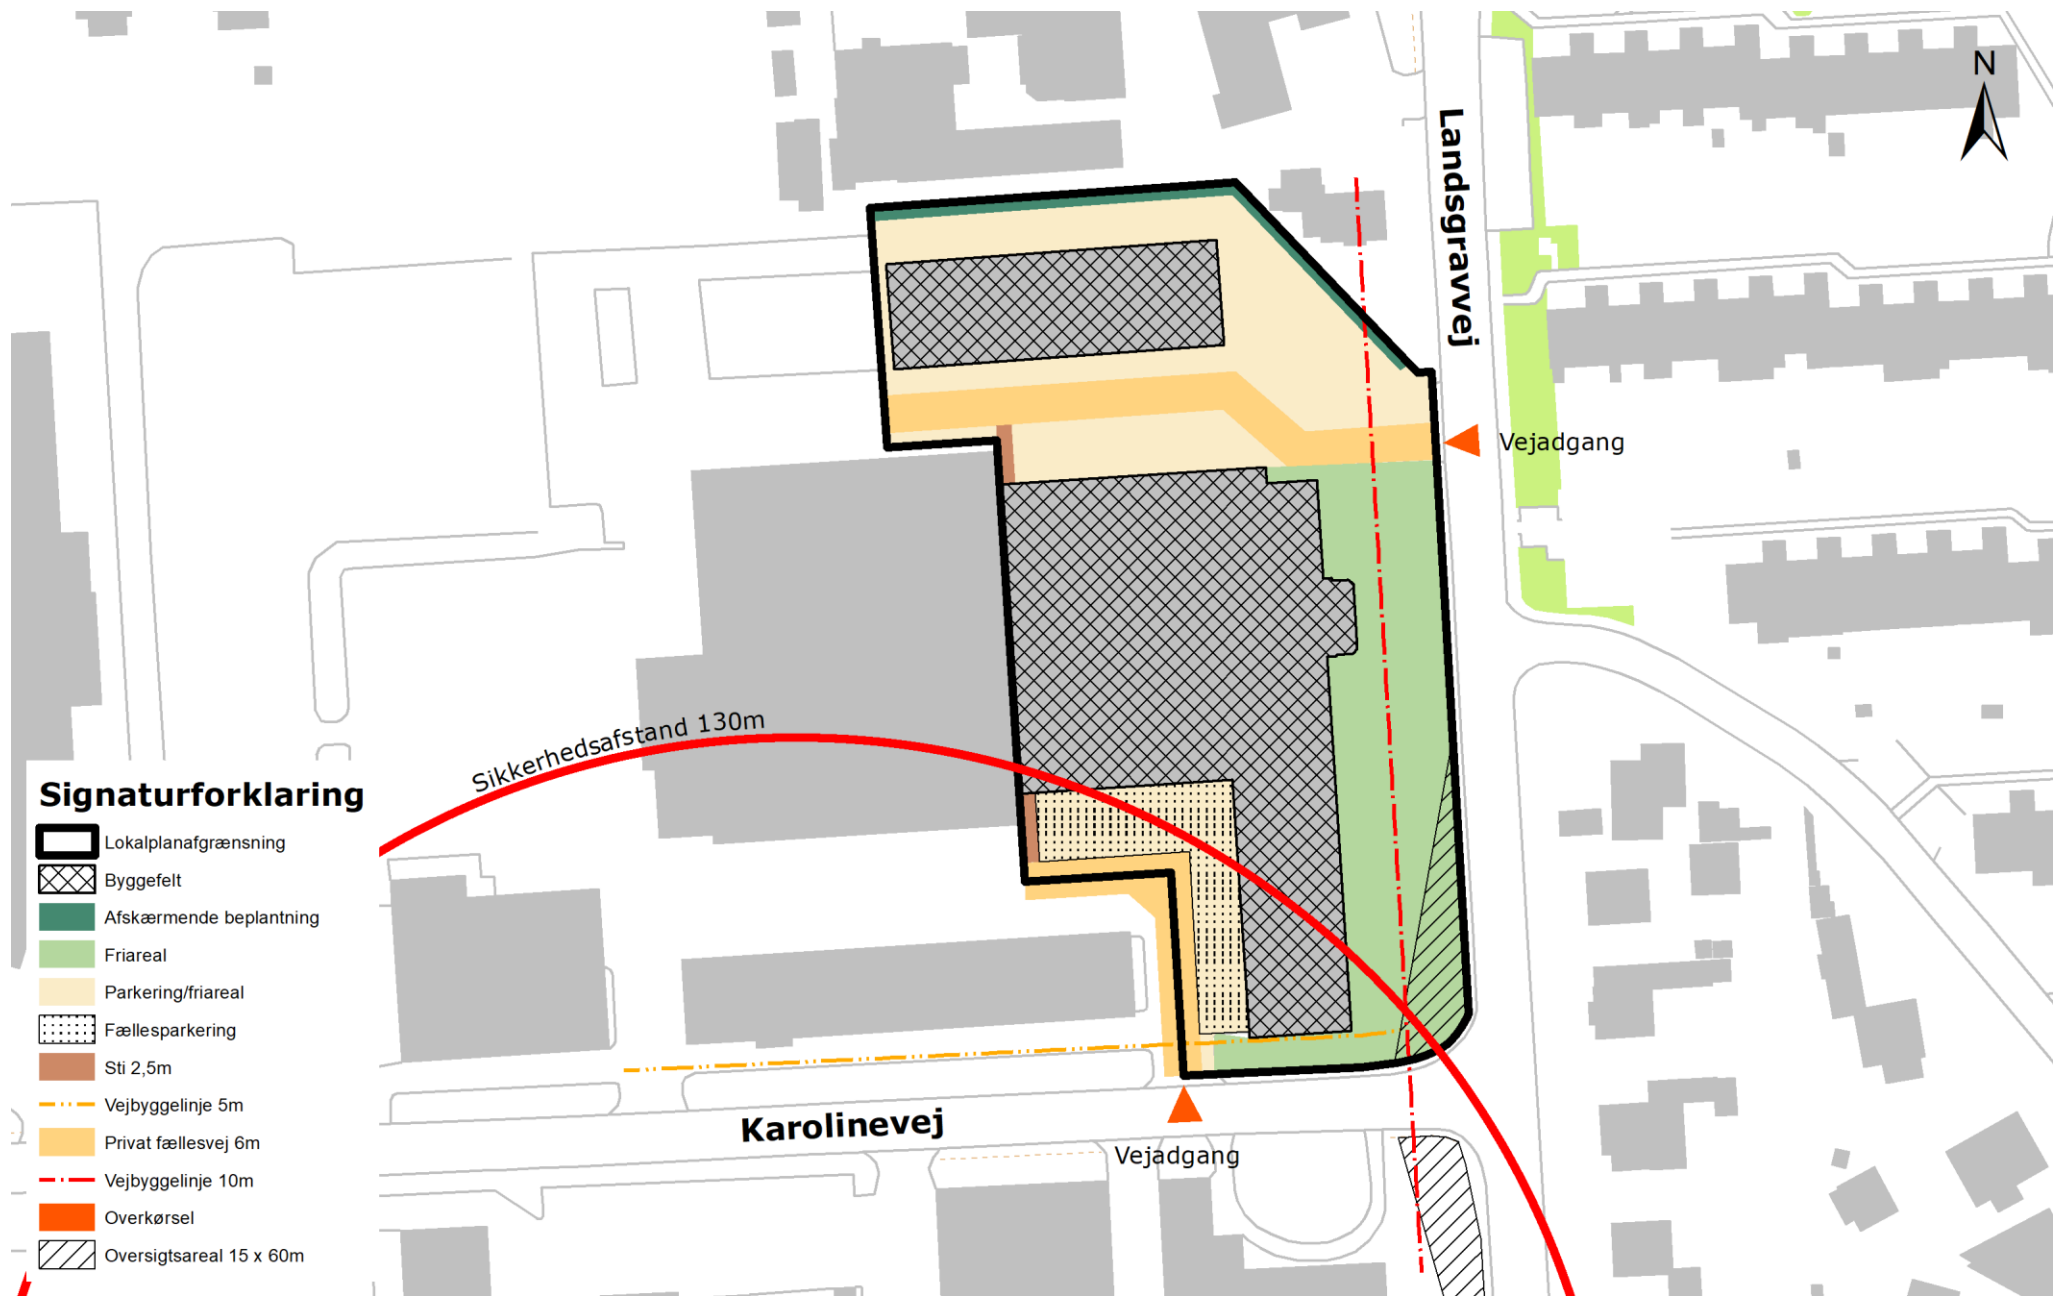 N
Landsgravvej
Vejadgang
Sikkerhedsafstand 130m
Signaturforklaring
Lokalplanafgrænsning
Byggefelt
Afskærmende beplantning
Friareal
Parkering/friareal
Fællesparkering
Sti 2,5m
Vejbyggelinje 5m
Privat fællesvej 6m
Vejbyggelinje 10m
Overkørsel
Oversigtsareal 15 x 60m
Karolinevej
Vejadgang